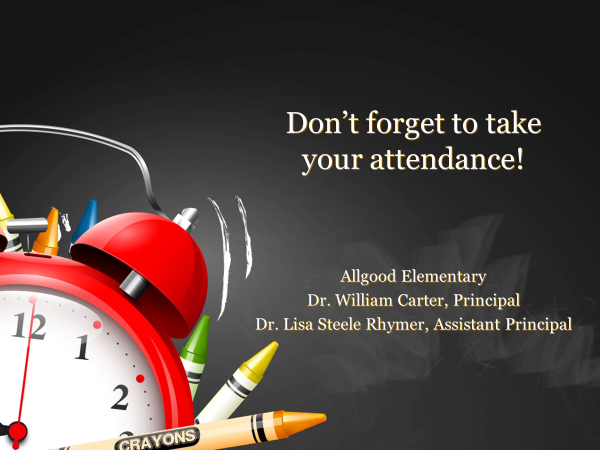 Don’t forget to take
your attendance!
Allgood Elementary
Dr. William Carter, Principal
Dr. Lisa Steele Rhymer, Assistant Principal
12
1
2
3
CRAYONS